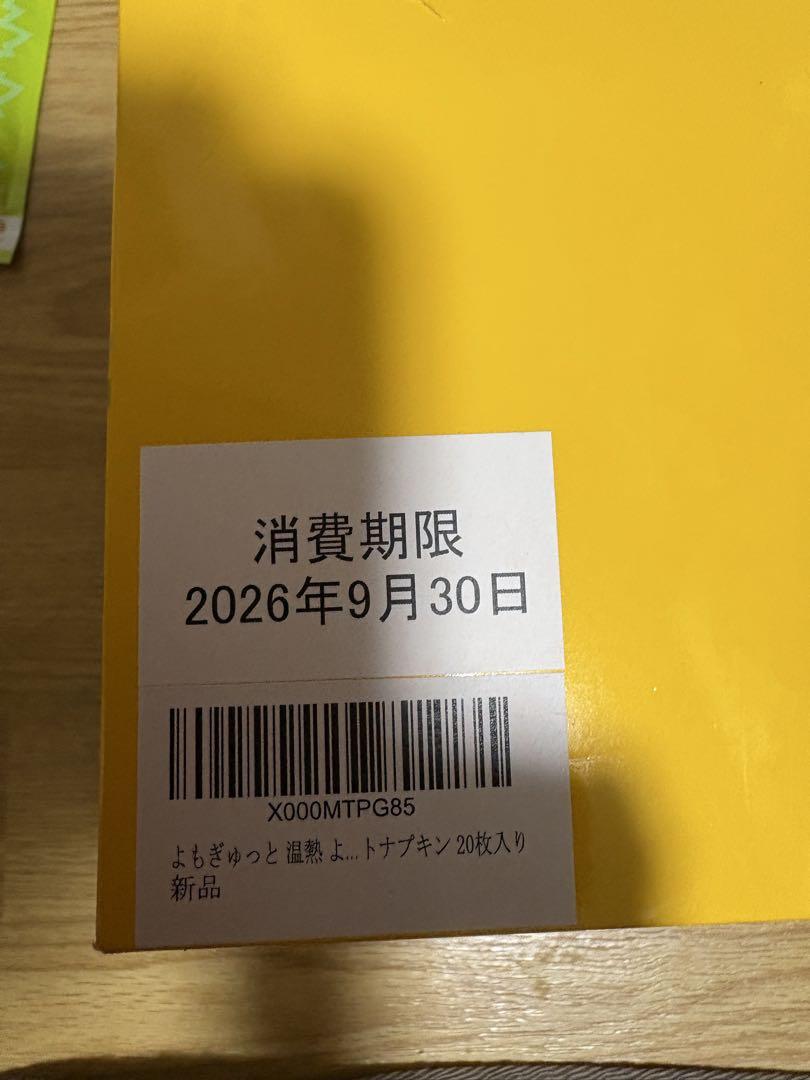 消費期限
2026年9月30日
X000MTPG85
よもぎゅっと 温熱 よ...トナプキン 20枚入り
新品